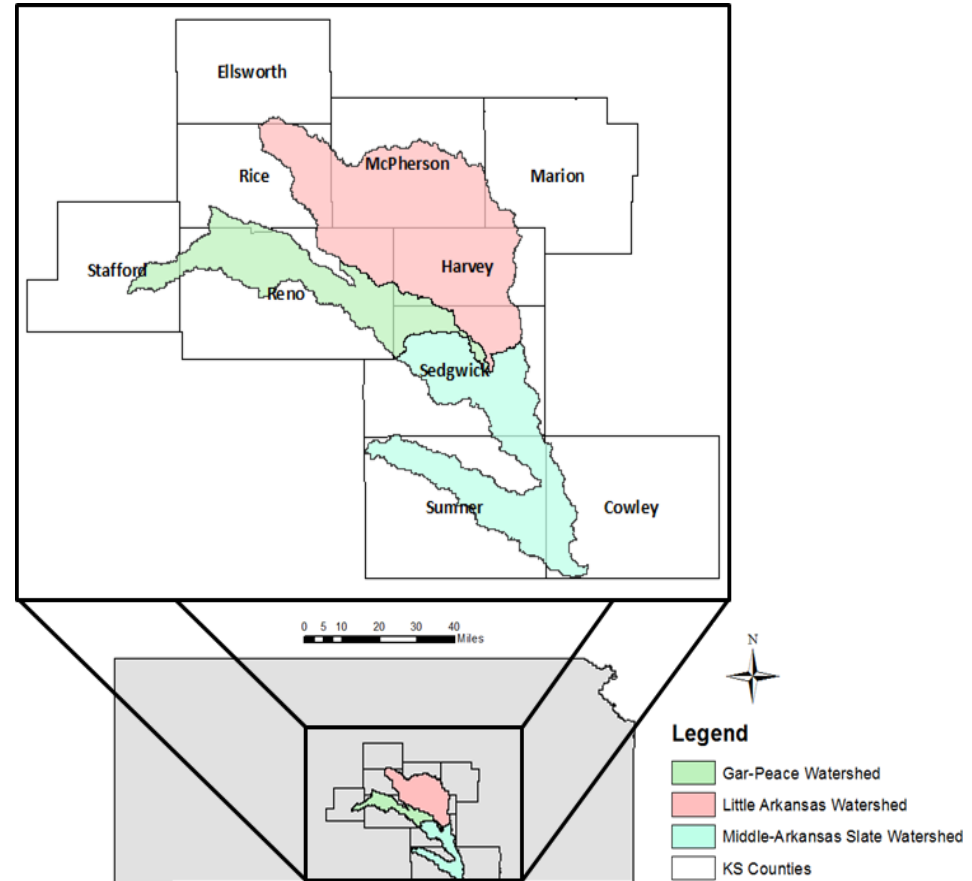 Ellsworth
McPherson
Rice
Marion
Stafford
Harvey
Reno
Sedgwick
Sumner
Cowley
0 5 10 20 30 40
Miles
N
Legend
Gar-Peace Watershed
Little Arkansas Watershed
Middle-Arkansas Slate Watershed
KS Counties